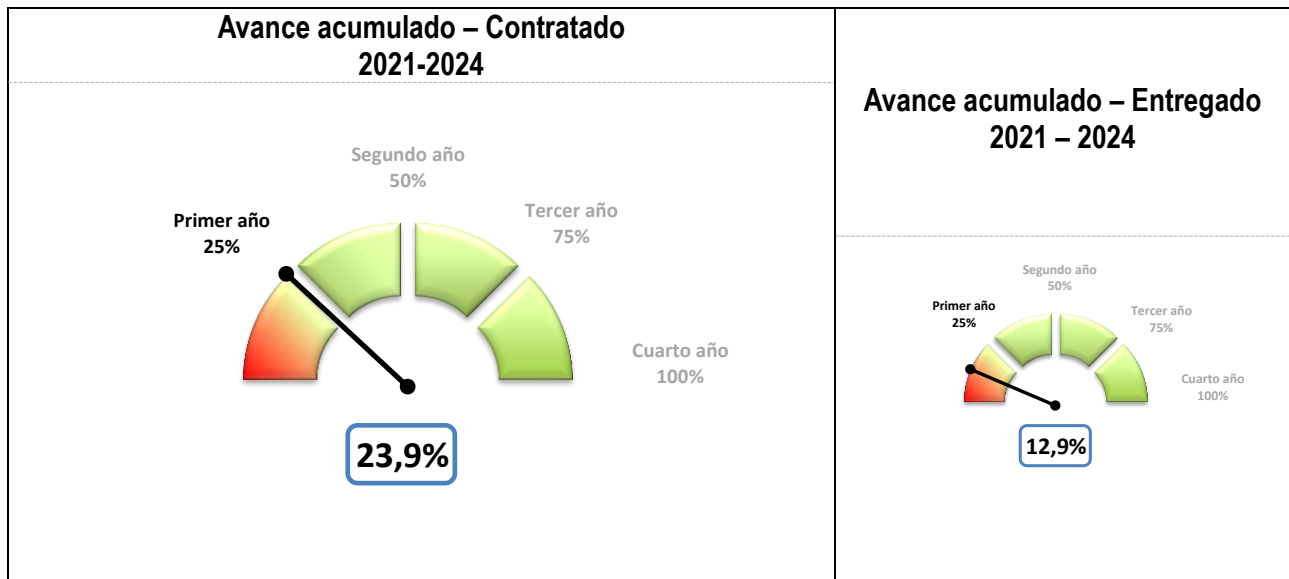 Avance acumulado – Contratado
2021-2024
Segundo año
50%
Primer año
25%
Tercer año
75%
Cuarto año
100%
23,9%
Avance acumulado – Entregado
2021 – 2024
Segundo año
50%
Primer año
25%
Tercer año
75%
Cuarto año
100%
12,9%